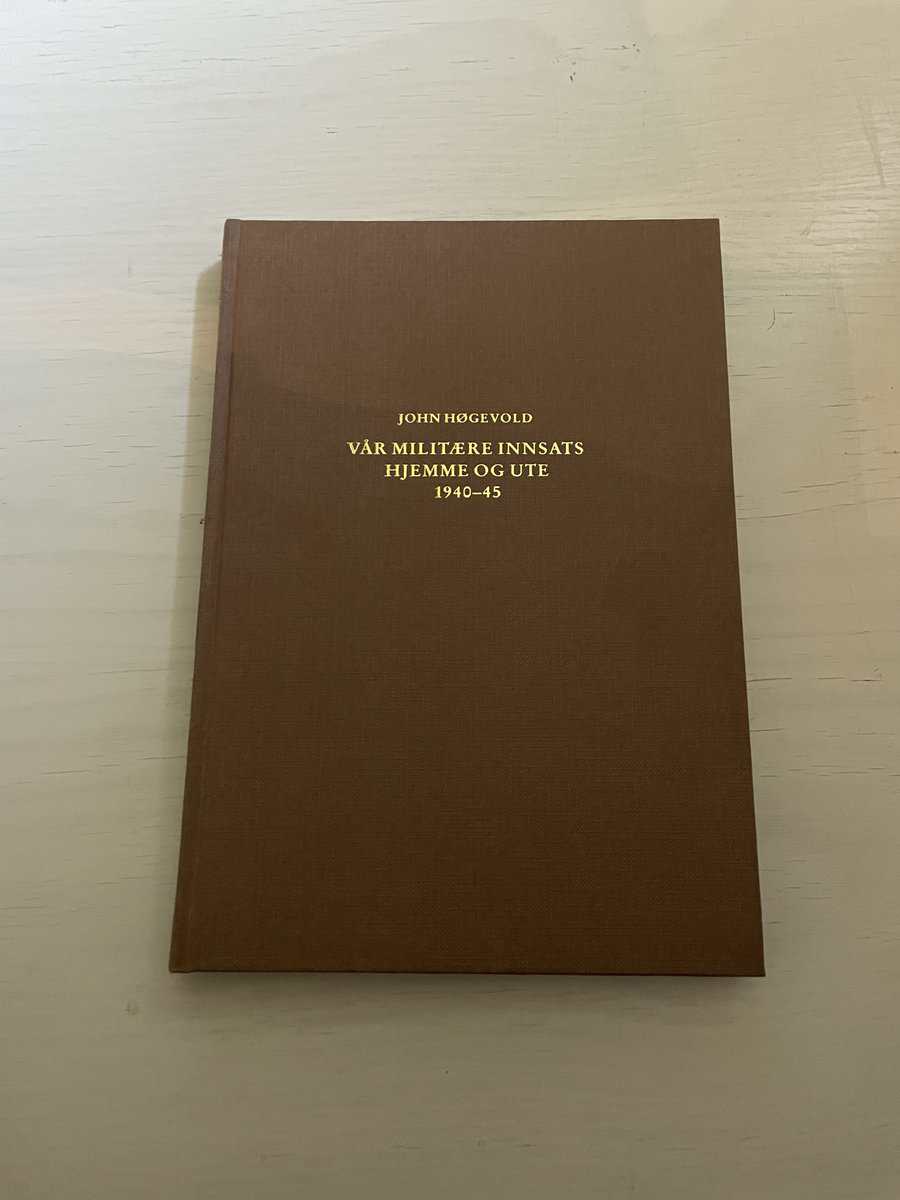 JOHN HØGEVOLD
VÅR MILITÆRE INNSATS
HJEMME OG UTE
1940–45